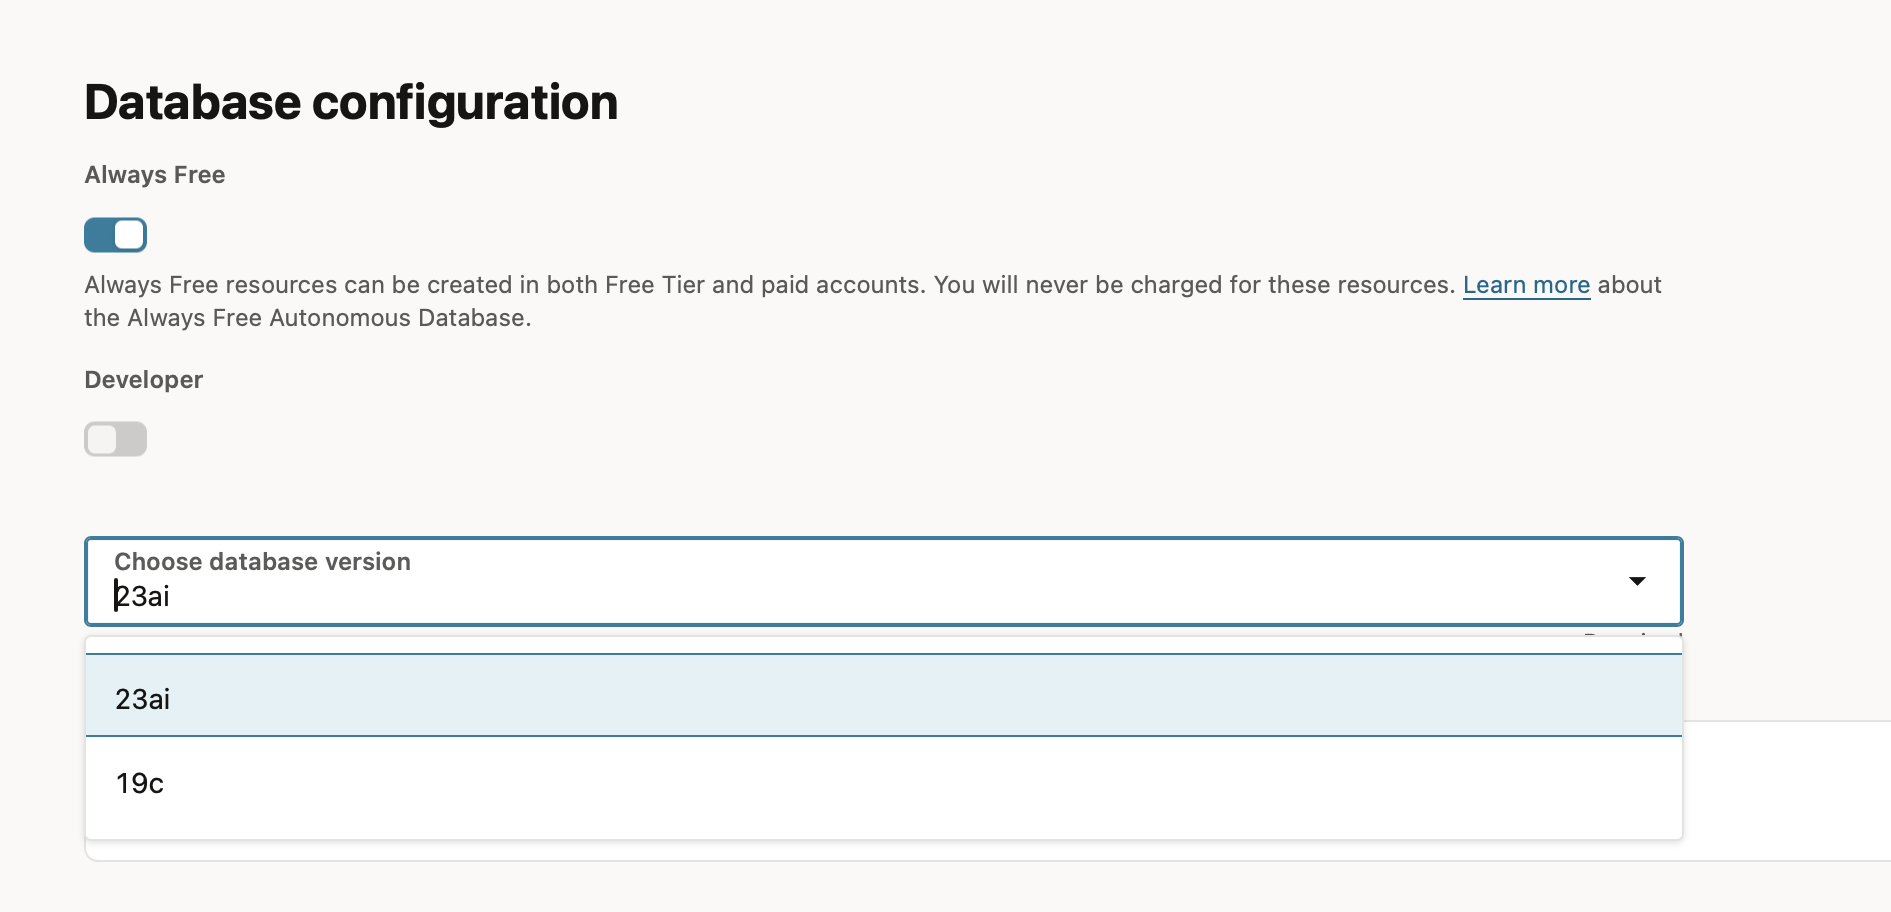 Database configuration
Always Free
Always Free resources can be created in both Free Tier and paid accounts. You will never be charged for these resources. Learn more about
the Always Free Autonomous Database.
Developer
Choose database version
23ai
23ai
19c